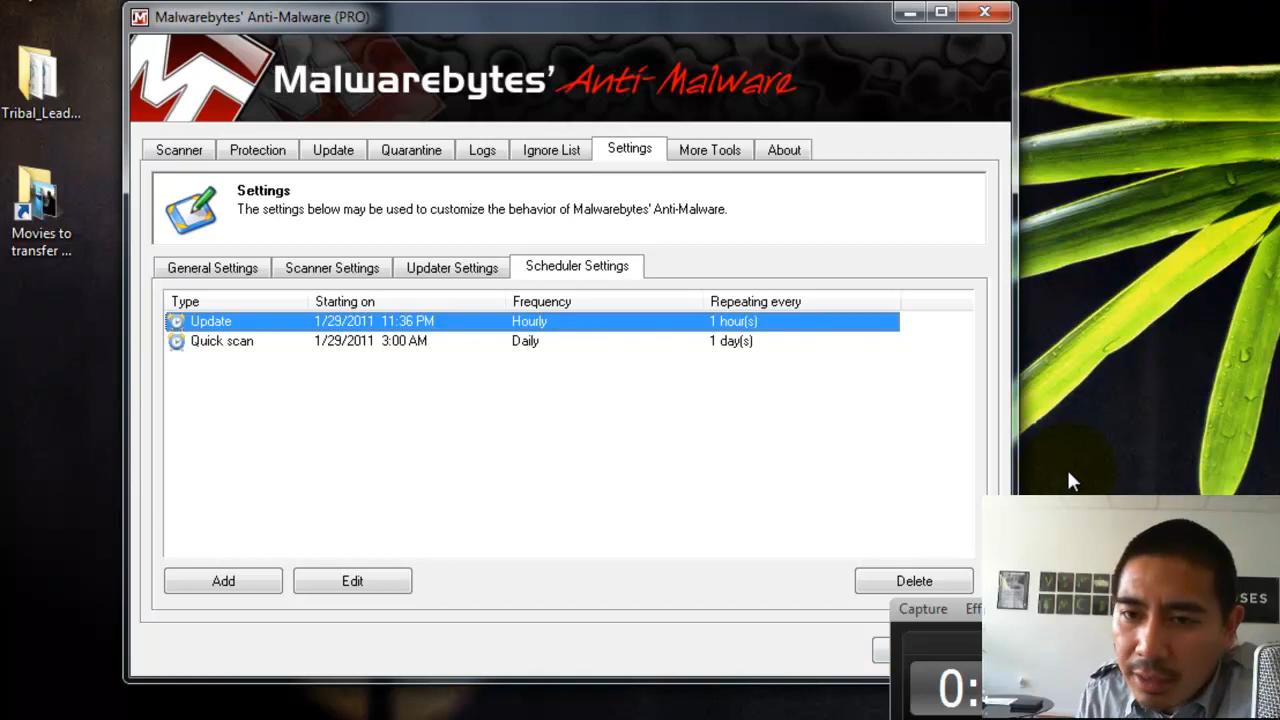 Malwarebytes' Anti-Malware (PRO)
Malwarebytes' Anti-Malware
Tribal_Lead...
Movies to
transfer ...
Scanner Protection Update Quarantine Logs Ignore List Settings More Tools About
Settings
The settings below may be used to customize the behavior of Malwarebytes' Anti-Malware.
General Settings Scanner Settings Updater Settings Scheduler Settings
Type Starting on Frequency Repeating every
Update 1/29/2011 11:36 PM Hourly 1 hour(s)
Quick scan 1/29/2011 3:00 AM Daily 1 day(s)
Add Edit Delete
Capture Eff
0: